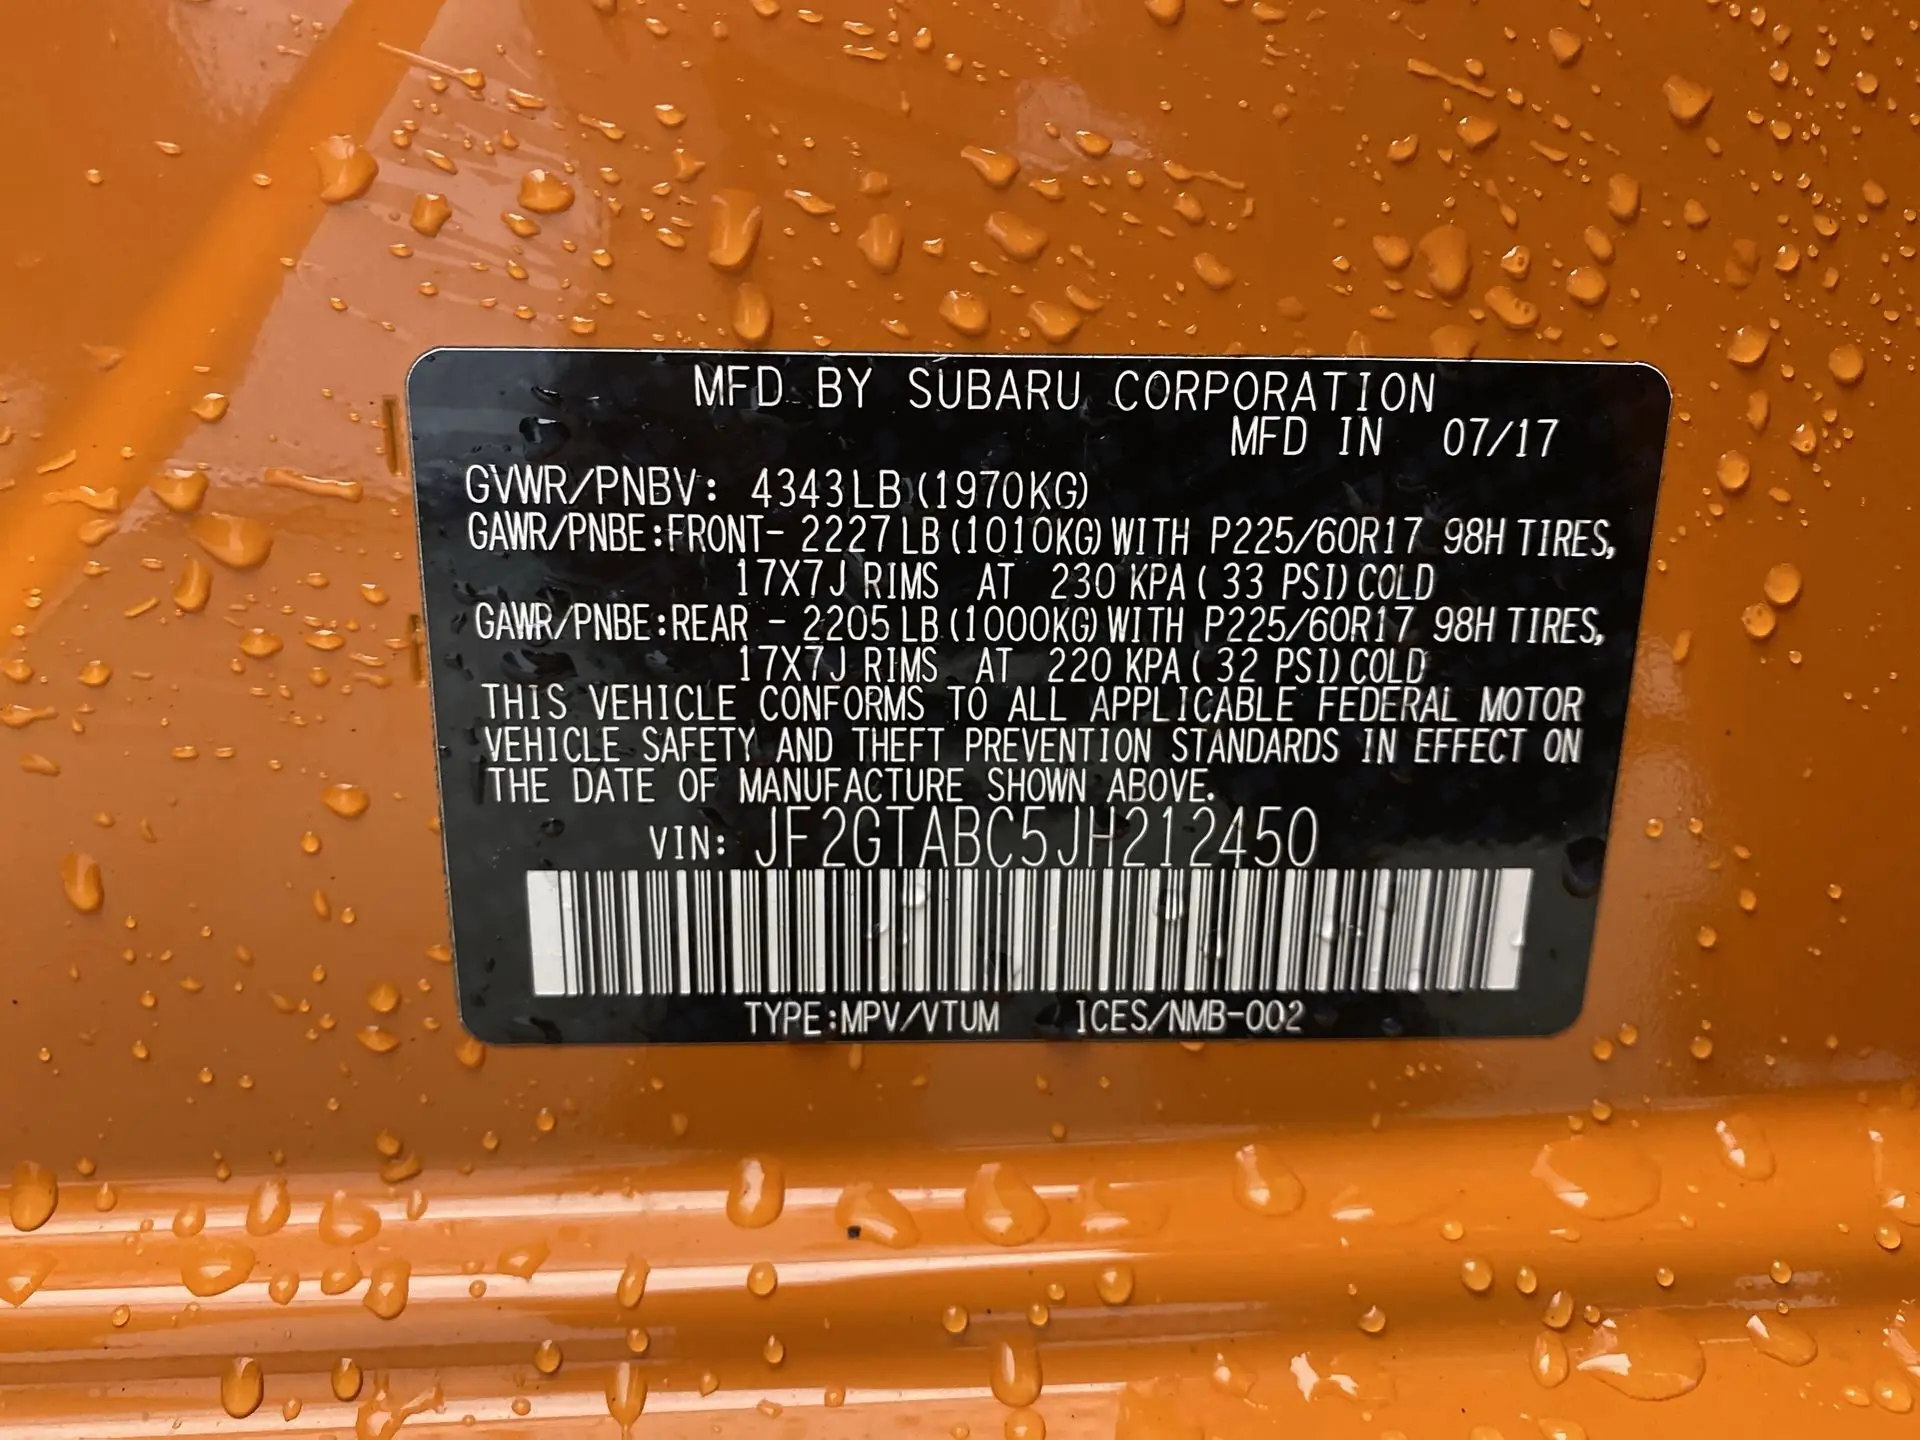 MFD BY SUBARU CORPORATION
MFD IN 07/17
GVWR/PNBV: 4343LB(1970KG)
GAWR/PNBE:FRONT- 2227LB(1010KG)WITH P225/60R17 98H TIRES,
17X7J RIMS AT 230 KPA( 33 PSI)COLD
GAWR/PNBE:REAR - 2205LB(1000KG)WITH P225/60R17 98H TIRES,
17X7J RIMS AT 220 KPA( 32 PSI)COLD
THIS VEHICLE CONFORMS TO ALL APPLICABLE FEDERAL MOTOR
VEHICLE SAFETY AND THEFT PREVENTION STANDARDS IN EFFECT ON
THE DATE OF MANUFACTURE SHOWN ABOVE.
VIN: JF2GTABC5JH212450
TYPE:MPV/VTUM ICES/NMB-002